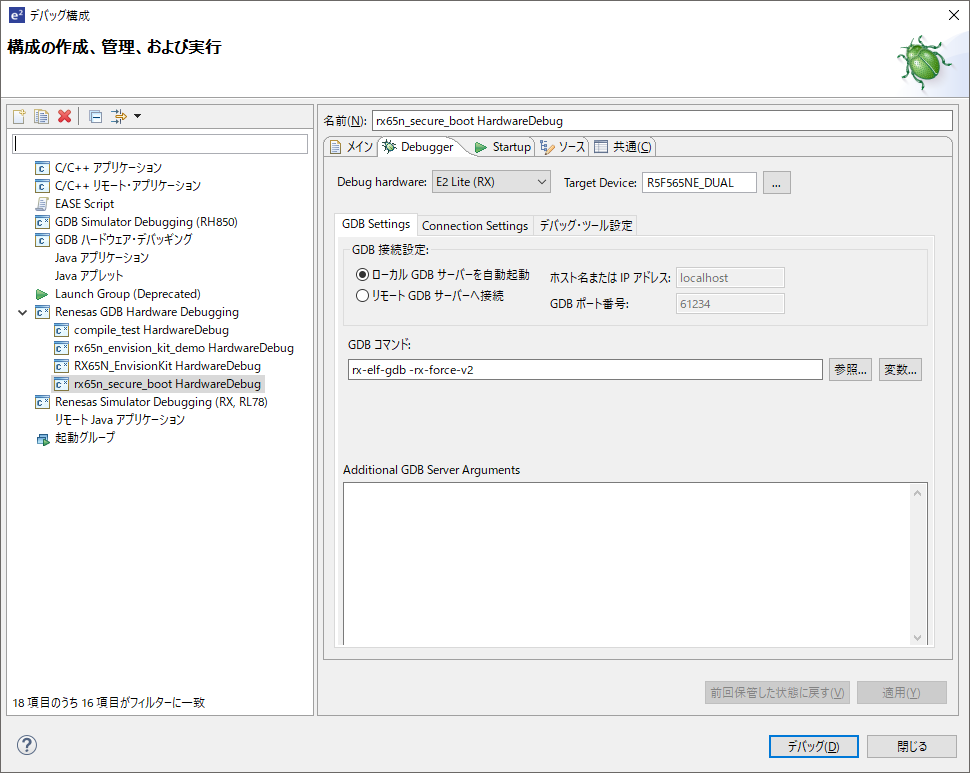 e² デバッグ構成
構成の作成、管理、および実行
名前(N): rx65n_secure_boot HardwareDebug
メイン Debugger Startup ソース 共通(C)
Debug hardware: E2 Lite (RX) Target Device: R5F565NE_DUAL ...
GDB Settings Connection Settings デバッグ・ツール設定
GDB 接続設定:
ローカル GDB サーバーを自動起動 ホスト名または IP アドレス: localhost
リモート GDB サーバーへ接続 GDB ポート番号: 61234
GDB コマンド:
rx-elf-gdb -rx-force-v2 参照... 変数...
Additional GDB Server Arguments
C/C++ アプリケーション
C/C++ リモート・アプリケーション
EASE Script
GDB Simulator Debugging (RH850)
GDB ハードウェア・デバッギング
Java アプリケーション
Java アプレット
Launch Group (Deprecated)
Renesas GDB Hardware Debugging
compile_test HardwareDebug
rx65n_envision_kit_demo HardwareDebug
RX65N_EnvisionKit HardwareDebug
rx65n_secure_boot HardwareDebug
Renesas Simulator Debugging (RX, RL78)
リモート Java アプリケーション
起動グループ
18 項目のうち 16 項目がフィルターに一致
前回保管した状態に戻す(V) 適用(Y)
? デバッグ(D) 閉じる